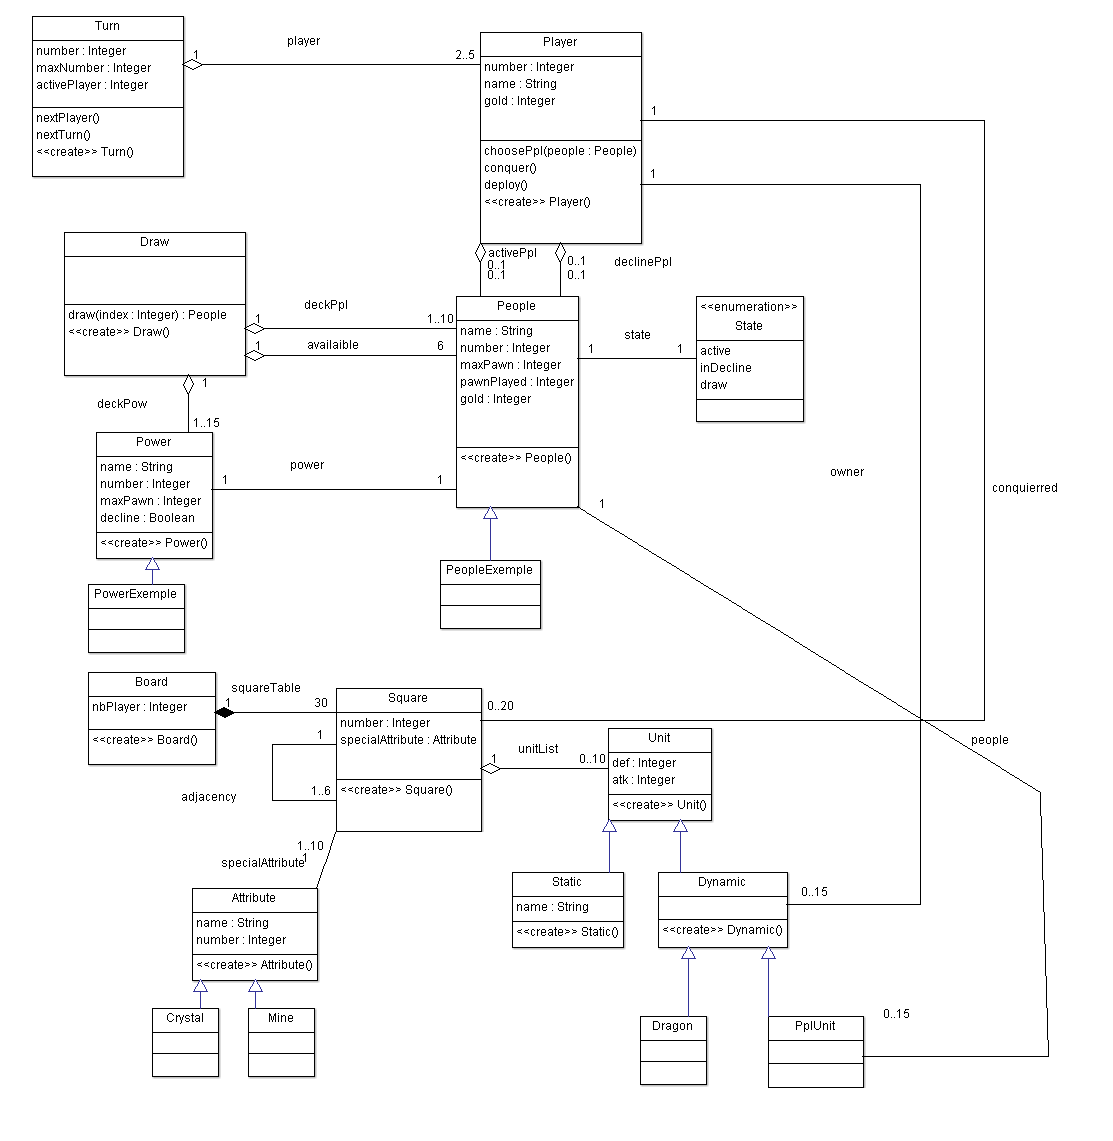 Turn
number : Integer
maxNumber : Integer
activePlayer : Integer
nextPlayer()
nextTurn()
<<create>> Turn()
1
player
2..5
Player
number : Integer
name : String
gold : Integer
choosePpl(people : People)
conquer()
deploy()
<<create>> Player()
1
1
activePpl
0..1
0..1
0..1
0..1
declinePpl
Draw
draw(index : Integer) : People
<<create>> Draw()
1
deckPpl
1..10
1
availaible
6
1
deckPow
1..15
People
name : String
number : Integer
maxPawn : Integer
pawnPlayed : Integer
gold : Integer
<<create>> People()
1
state
1
<<enumeration>>
State
active
inDecline
draw
Power
name : String
number : Integer
maxPawn : Integer
decline : Boolean
<<create>> Power()
1
power
1
1
owner
conquierred
PeopleExemple
PowerExemple
Board
nbPlayer : Integer
<<create>> Board()
squareTable
1
30
Square
number : Integer
specialAttribute : Attribute
<<create>> Square()
0..20
1
adjacency
1..6
1
unitList
0..10
Unit
def : Integer
atk : Integer
<<create>> Unit()
people
1..10
specialAttribute
1
Attribute
name : String
number : Integer
<<create>> Attribute()
Static
name : String
<<create>> Static()
Dynamic
<<create>> Dynamic()
0..15
Crystal
Mine
Dragon
PplUnit
0..15